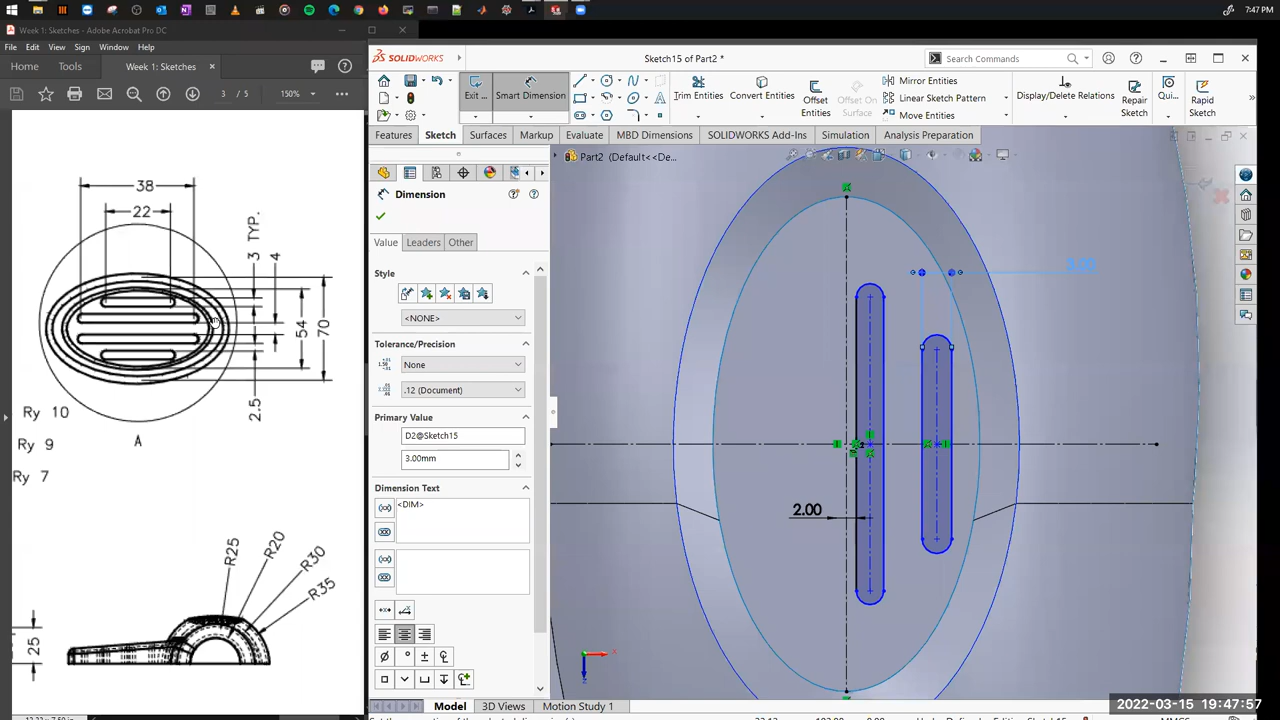 7:47 PM
Week 1: Sketches - Adobe Acrobat Pro DC
File Edit View Sign Window Help
Home Tools Week 1: Sketches ×
3 / 5 150%
38
22
3 TYP.
4
54
70
2.5
Ry 10
A
Ry 9
Ry 7
R25
R20
R30
R35
25
SOLIDWORKS
Sketch15 of Part2 *
Search Commands
Exit ...
Smart Dimension
Trim Entities
Convert Entities
Offset Entities
Offset On Surface
Mirror Entities
Linear Sketch Pattern
Move Entities
Display/Delete Relations
Repair Sketch
Qui...
Rapid Sketch
Features Sketch Surfaces Markup Evaluate MBD Dimensions SOLIDWORKS Add-Ins Simulation Analysis Preparation
Part2 (Default<<De...
Dimension
Value Leaders Other
Style
<NONE>
Tolerance/Precision
None
.12 (Document)
Primary Value
D2@Sketch15
3.00mm
Dimension Text
<DIM>
3.00
2.00
Model 3D Views Motion Study 1
2022-03-15 19:47:57